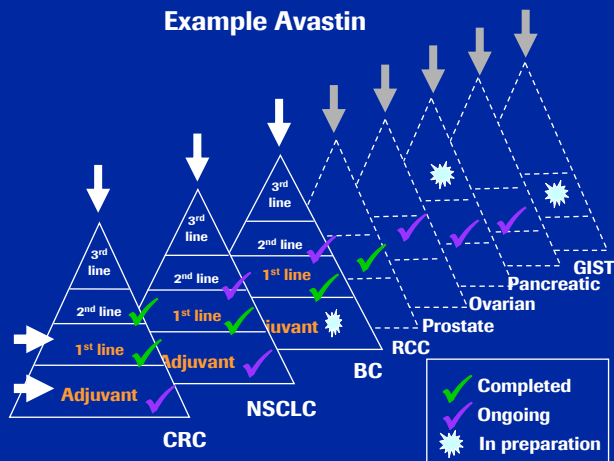 Example Avastin
3rd
line
2nd line
1st line
Adjuvant
CRC
3rd
line
2nd line
1st line
Adjuvant
NSCLC
3rd
line
2nd line
1st line
juvant
BC
RCC
Prostate
Ovarian
Pancreatic
GIST
Completed
Ongoing
In preparation